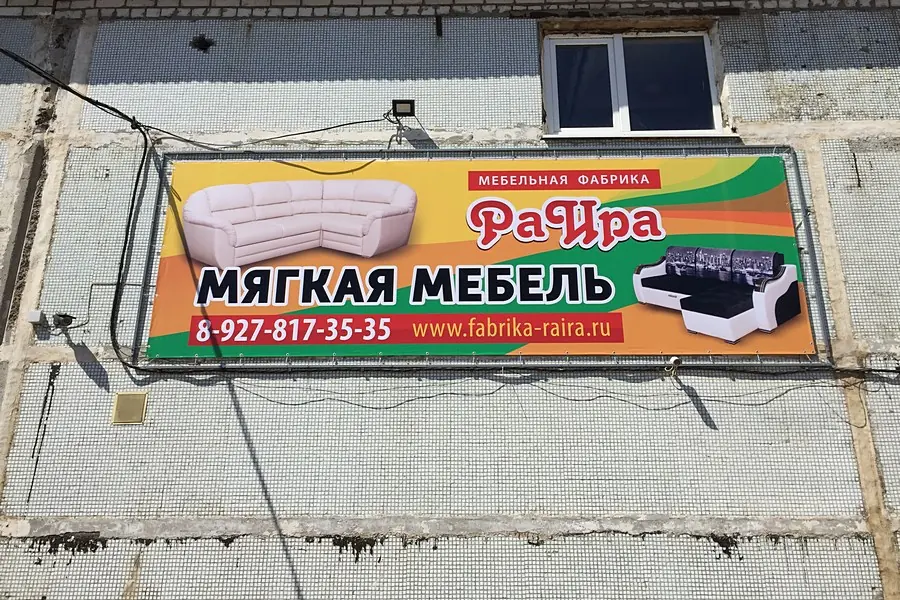 МЕБЕЛЬНАЯ ФАБРИКА
РаИра
МЯГКАЯ МЕБЕЛЬ
8-927-817-35-35 www.fabrika-raira.ru